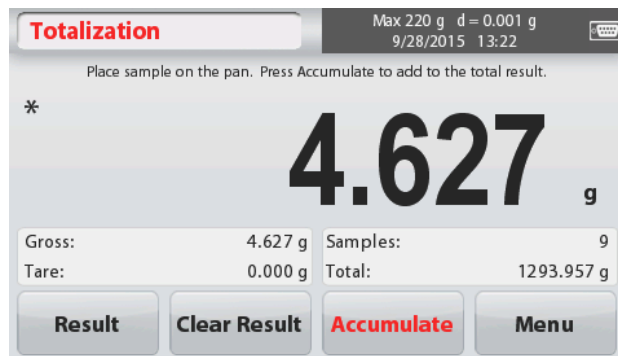 Totalization
Max 220 g d = 0.001 g
9/28/2015 13:22
Place sample on the pan. Press Accumulate to add to the total result.
*
4.627 g
Gross: 4.627 g Samples: 9
Tare: 0.000 g Total: 1293.957 g
Result Clear Result Accumulate Menu